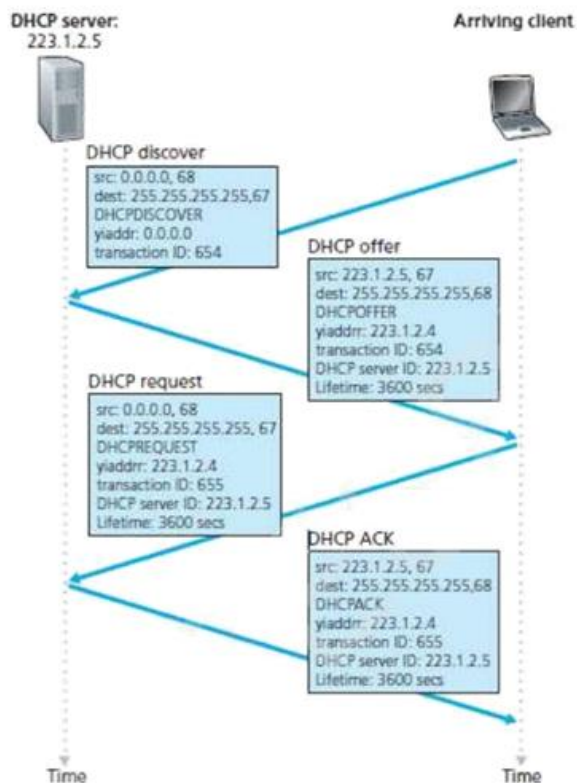 DHCP server:
223.1.2.5
Arriving client
DHCP discover
src: 0.0.0.0, 68
dest: 255.255.255.255,67
DHCPDISCOVER
yiaddr: 0.0.0.0
transaction ID: 654
DHCP offer
src: 223.1.2.5, 67
dest: 255.255.255.255,68
DHCPOFFER
yiaddrr: 223.1.2.4
transaction ID: 654
DHCP server ID: 223.1.2.5
Lifetime: 3600 secs
DHCP request
src: 0.0.0.0, 68
dest: 255.255.255.255, 67
DHCPREQUEST
yiaddrr: 223.1.2.4
transaction ID: 655
DHCP server ID: 223.1.2.5
Lifetime: 3600 secs
DHCP ACK
src: 223.1.2.5, 67
dest: 255.255.255.255,68
DHCPACK
yiaddrr: 223.1.2.4
transaction ID: 655
DHCP server ID: 223.1.2.5
Lifetime: 3600 secs
Time
Time